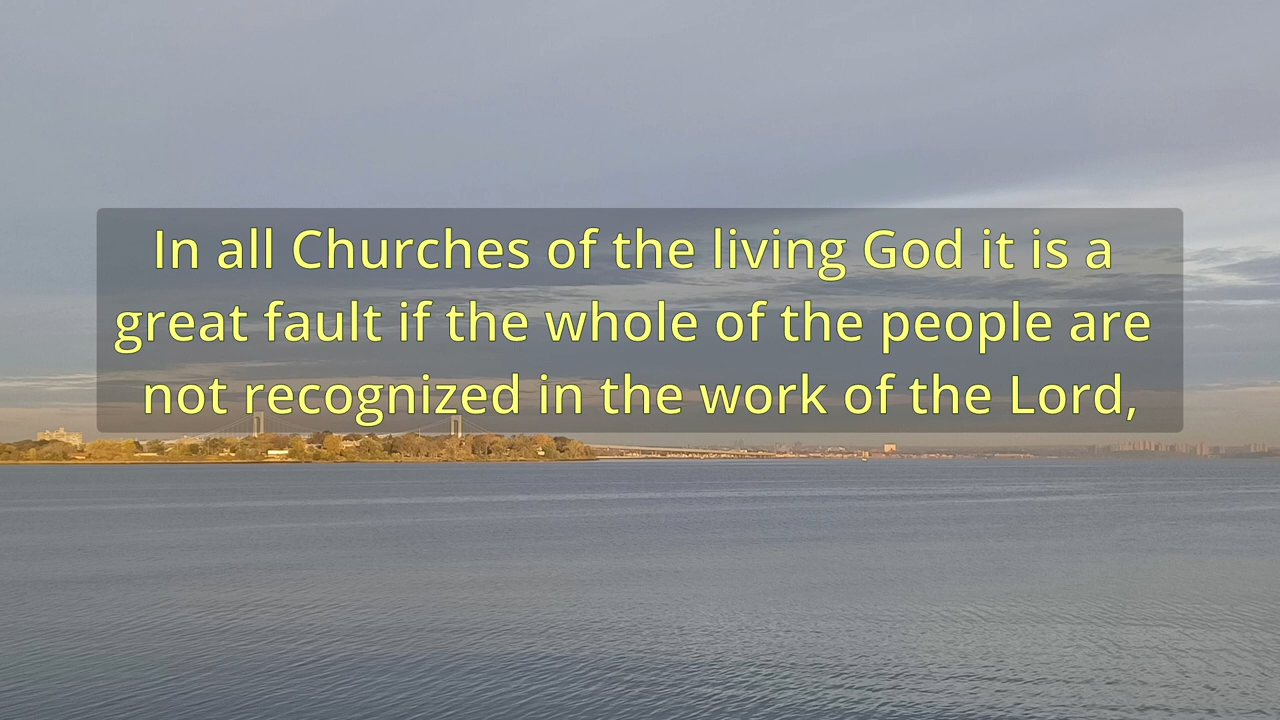 In all Churches of the living God it is a
great fault if the whole of the people are
not recognized in the work of the Lord,